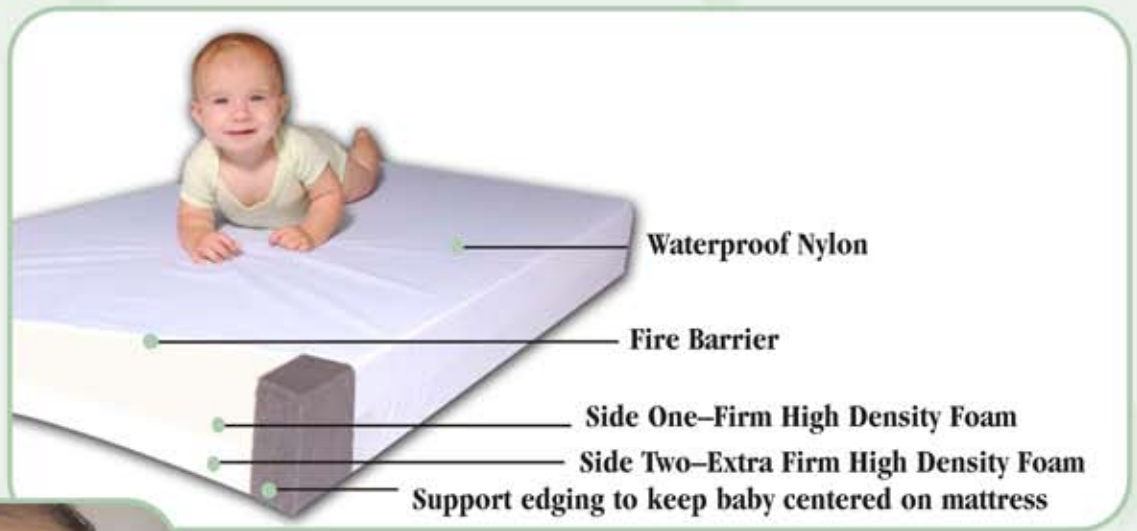 Waterproof Nylon
Fire Barrier
Side One–Firm High Density Foam
Side Two–Extra Firm High Density Foam
Support edging to keep baby centered on mattress